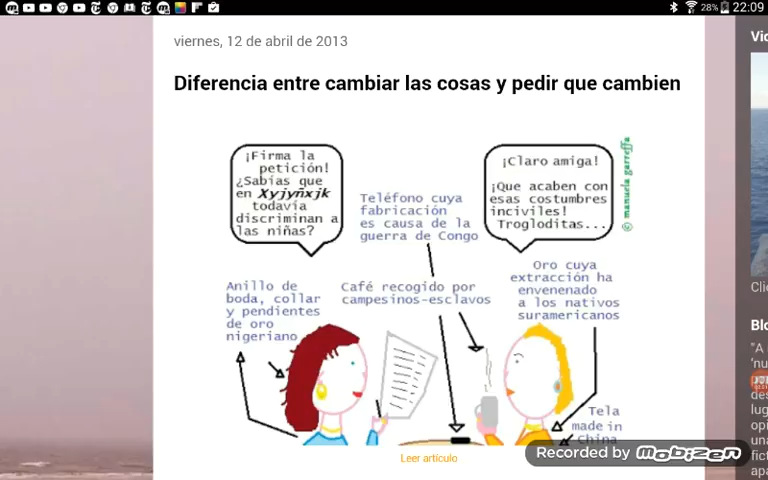 28% 22:09
viernes, 12 de abril de 2013
Diferencia entre cambiar las cosas y pedir que cambien
¡Firma la
petición!
¿Sabías que
en Xyjyñxjk
todavía
discriminan a
las niñas?
¡Claro amiga!
¡Que acaben con
esas costumbres
inciviles!
Trogloditas...
© manuela garreffa
Teléfono cuya
fabricación
es causa de la
guerra de Congo
Anillo de
boda, collar
y pendientes
de oro
nigeriano
Café recogido por
campesinos-esclavos
Oro cuya
extracción ha
envenenado
a los nativos
suramericanos
Tela
made in
China
Leer artículo
Recorded by Mobizen